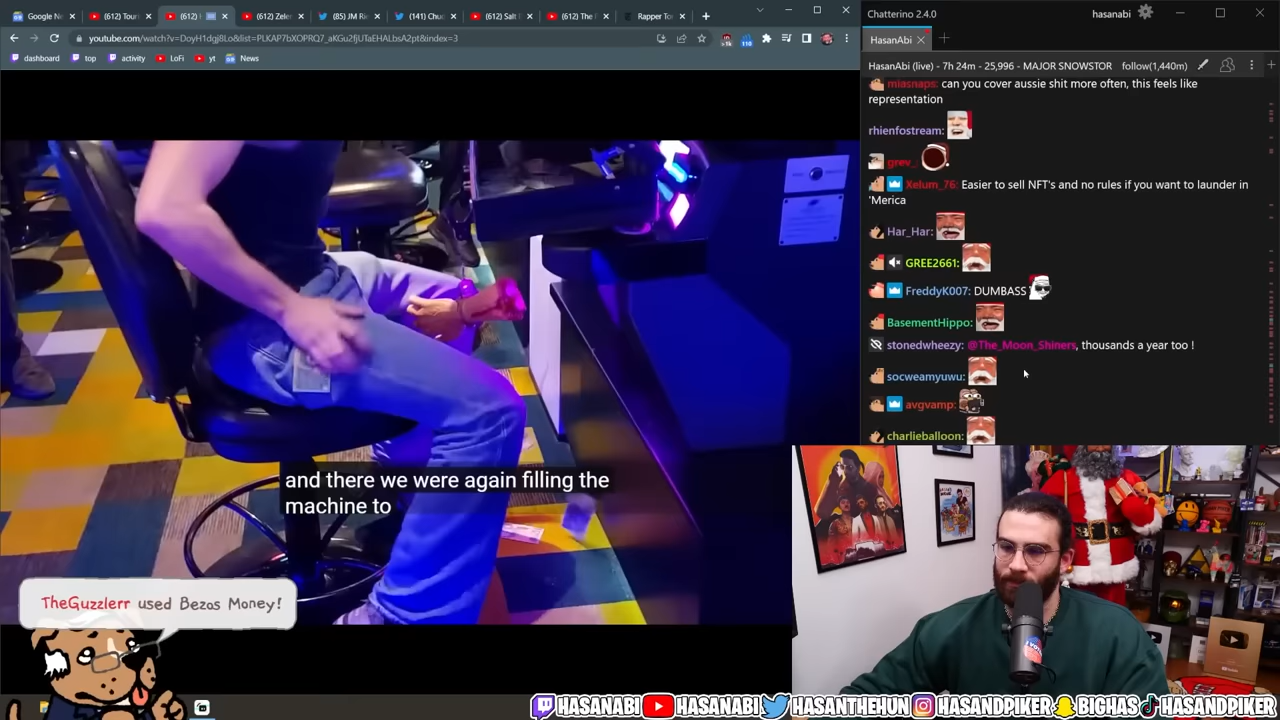 Google Ne
(612) Tour
(612)
(612) Zeler
(85) JM Ri
(141) Chu
(612) Salt
(612) The
Rapper To
youtube.com/watch?v=DoyH1dgj8Lo&list=PLKAP7bXOPRQ7_aKGu2fjUTaEHALbsA2pt&index=3
dashboard
top
activity
LoFi
yt
News
Chatterino 2.4.0
hasanabi
HasanAbi
HasanAbi (live) - 7h 24m - 25,996 - MAJOR SNOWSTOR
follow(1,440m)
miasnaps: can you cover aussie shit more often, this feels like
representation
rhienfostream:
grev_:
Xelum_76: Easier to sell NFT's and no rules if you want to launder in
'Merica
Har_Har:
GREE2661:
FreddyK007: DUMBASS
BasementHippo:
stonedwheezy: @The_Moon_Shiners, thousands a year too !
socweamyuwu:
avgvamp:
charlieballoon:
and there we were again filling the
machine to
TheGuzzlerr used Bezos Money!
HASANABI
HASANABI
HASANTHEHUN
HASANDPIKER
BIGHAS
HASANDPIKER